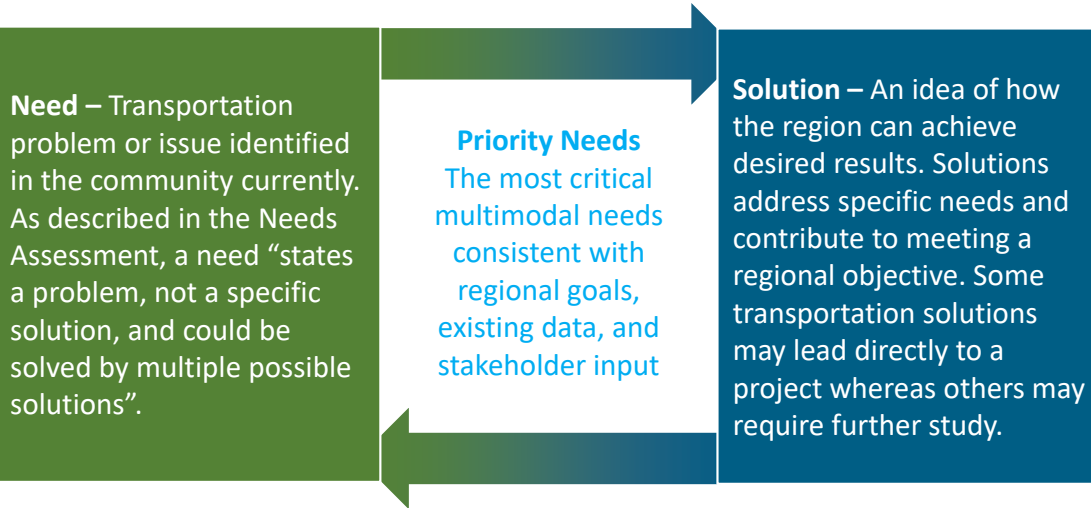 Need – Transportation
problem or issue identified
in the community currently.
As described in the Needs
Assessment, a need “states
a problem, not a specific
solution, and could be
solved by multiple possible
solutions”.
Priority Needs
The most critical
multimodal needs
consistent with
regional goals,
existing data, and
stakeholder input
Solution – An idea of how
the region can achieve
desired results. Solutions
address specific needs and
contribute to meeting a
regional objective. Some
transportation solutions
may lead directly to a
project whereas others may
require further study.